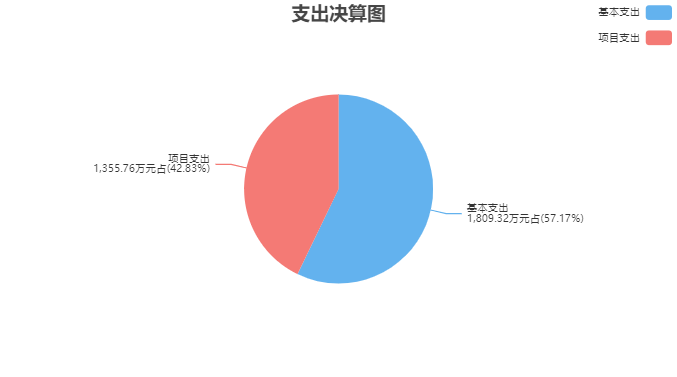 支出决算图
基本支出
项目支出
项目支出
1,355.76万元占(42.83%)
基本支出
1,809.32万元占(57.17%)